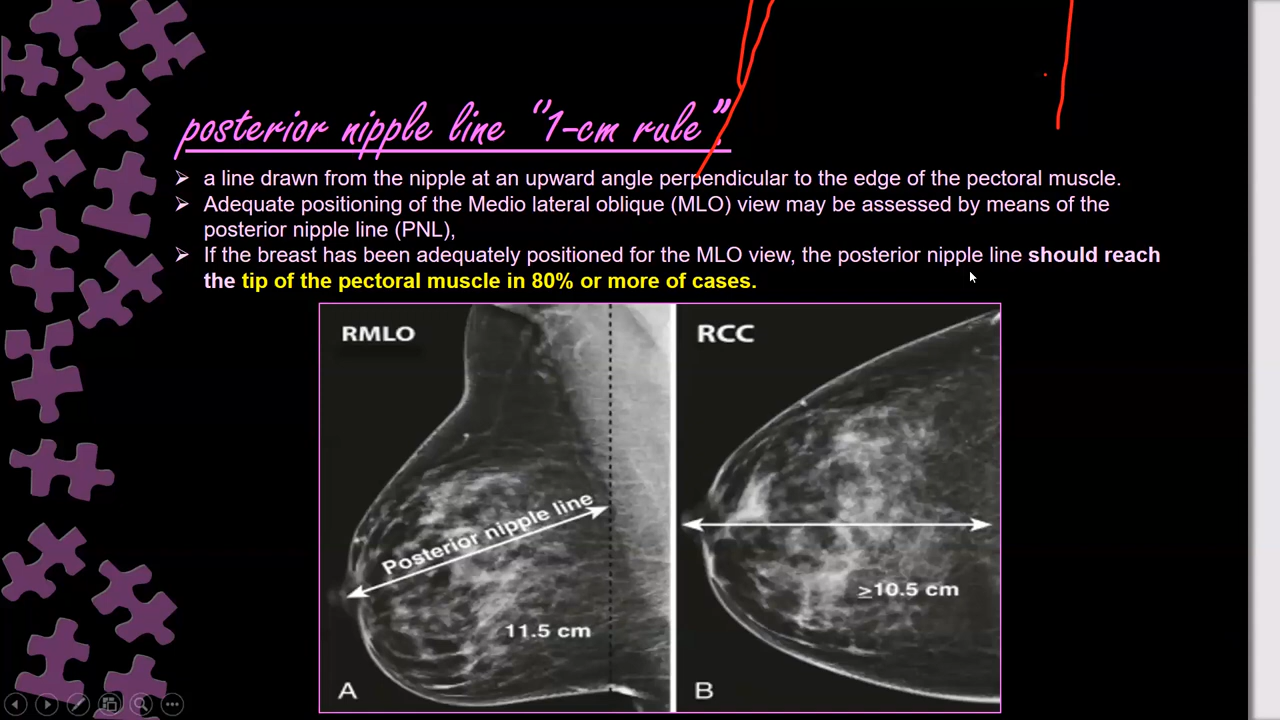 posterior nipple line "1-cm rule".
a line drawn from the nipple at an upward angle perpendicular to the edge of the pectoral muscle.
Adequate positioning of the Medio lateral oblique (MLO) view may be assessed by means of the
posterior nipple line (PNL),
If the breast has been adequately positioned for the MLO view, the posterior nipple line should reach
the tip of the pectoral muscle in 80% or more of cases.
RMLO
Posterior nipple line
11.5 cm
A
RCC
≥10.5 cm
B